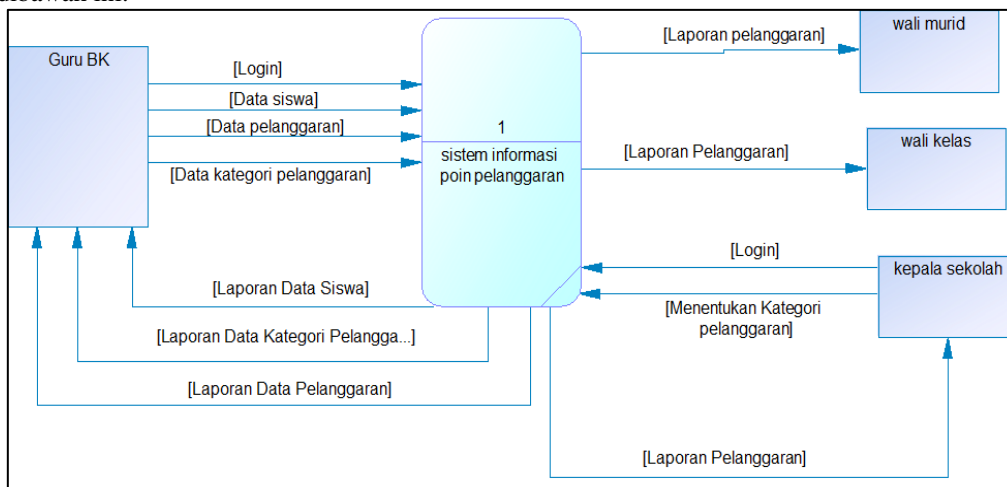 Guru BK
[Login]
[Data siswa]
[Data pelanggaran]
[Data kategori pelanggaran]
1
sistem informasi
poin pelanggaran
[Laporan pelanggaran]
wali murid
[Laporan Pelanggaran]
wali kelas
[Login]
kepala sekolah
[Menentukan Kategori
pelanggaran]
[Laporan Data Siswa]
[Laporan Data Kategori Pelangga...]
[Laporan Data Pelanggaran]
[Laporan Pelanggaran]